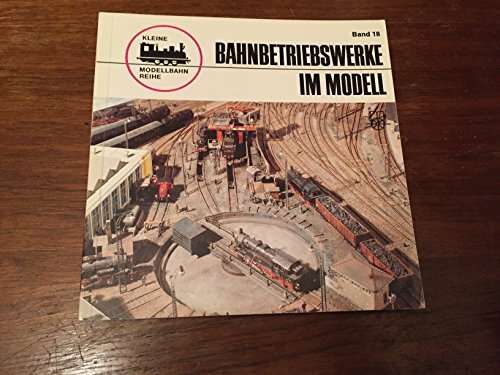 KLEINE
MODELLBAHN
REIHE
Band 18
BAHNBETRIEBSWERKE
IM MODELL